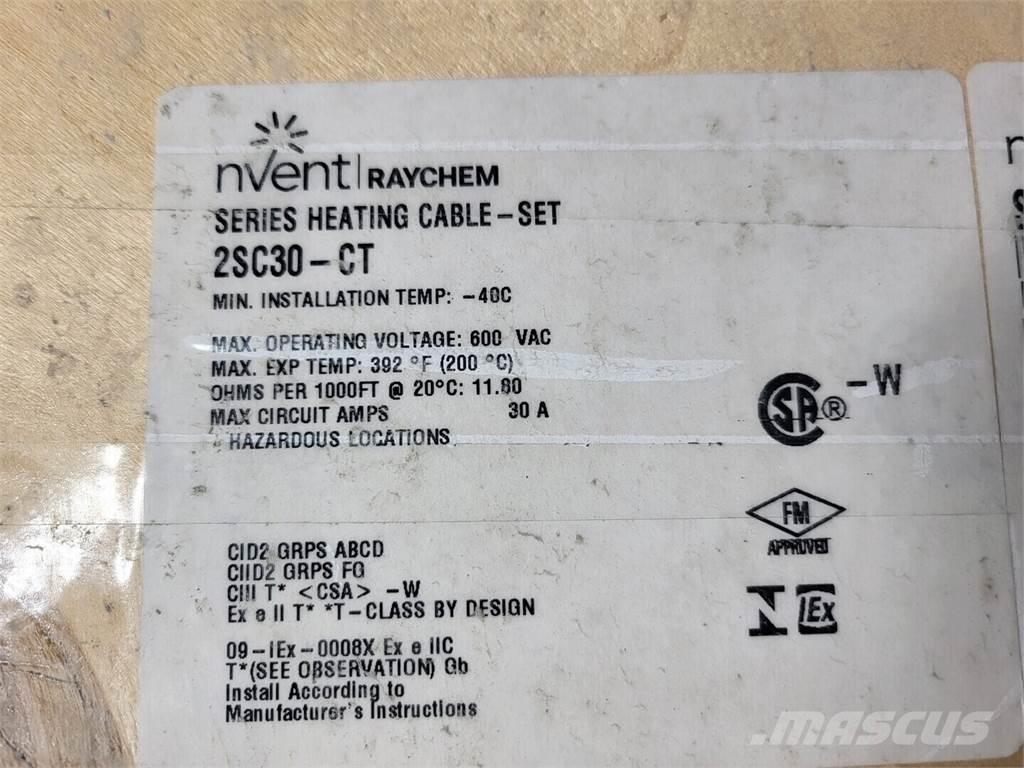 nVent | RAYCHEM
SERIES HEATING CABLE-SET
2SC30-CT
MIN. INSTALLATION TEMP: -40C
MAX. OPERATING VOLTAGE: 600 VAC
MAX. EXP TEMP: 392 °F (200 °C)
OHMS PER 1000FT @ 20°C: 11.80
MAX CIRCUIT AMPS 30 A
HAZARDOUS LOCATIONS
CSA® -W
FM
APPROVED
CID2 GRPS ABCD
CIID2 GRPS FG
CIII T* <CSA> -W
Ex e II T* *T-CLASS BY DESIGN
IEx
09-IEx-0008X Ex e IIC
T*(SEE OBSERVATION) Gb
Install According to
Manufacturer's Instructions
MASCUS